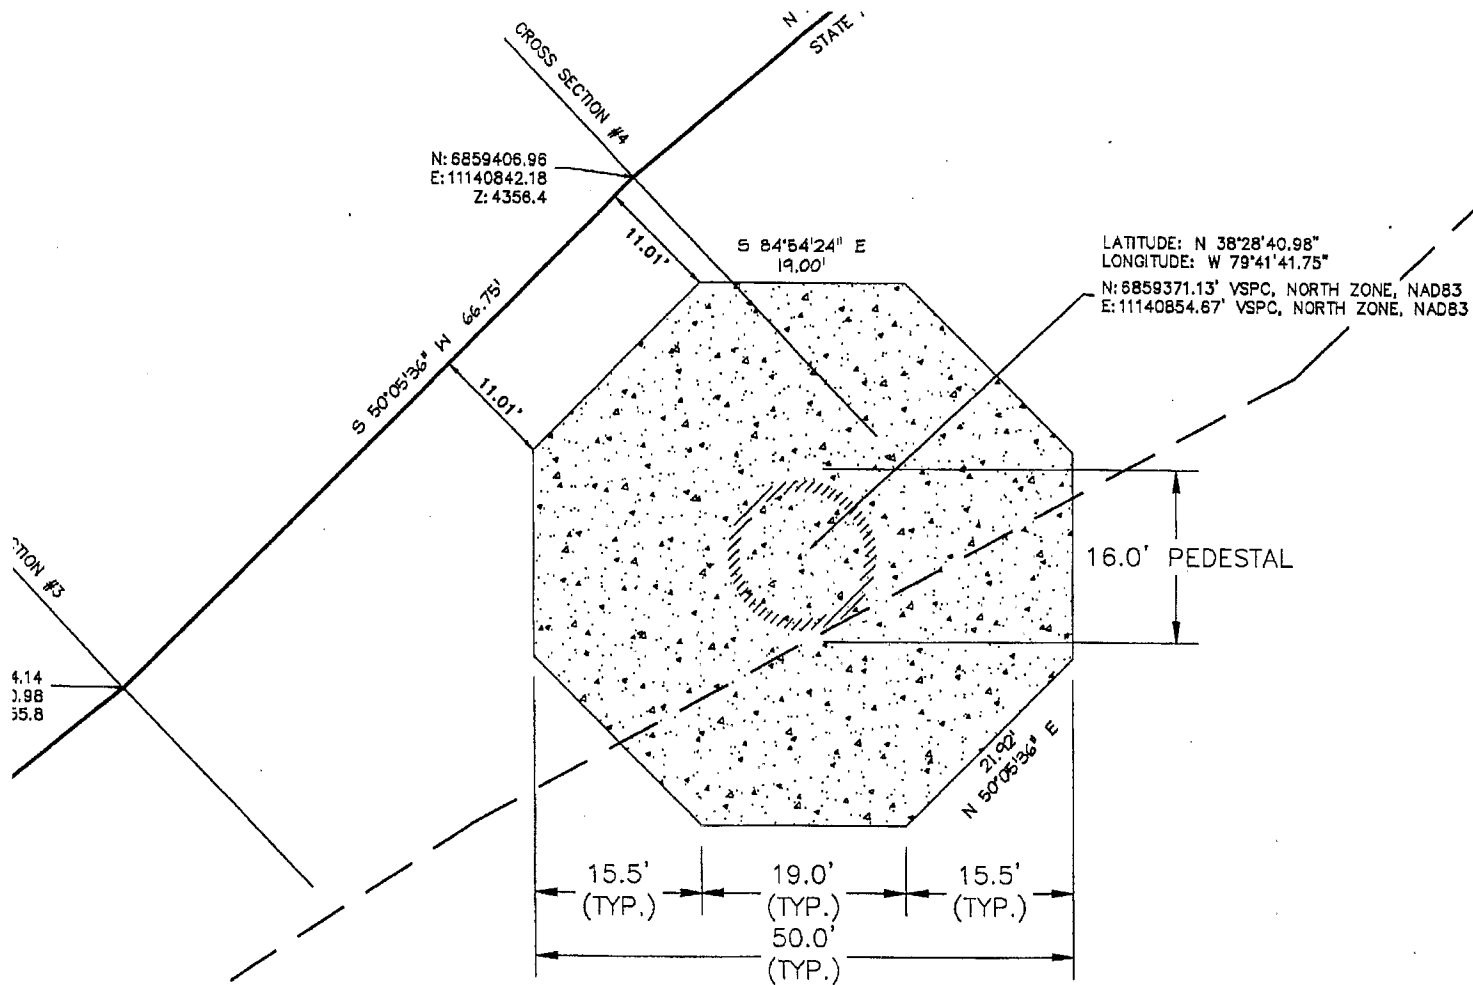 N
STATE
CROSS SECTION #4
N: 6859406.96
E: 11140842.18
Z: 4356.4
11.01'
S 84°54'24" E
19.00'
LATITUDE: N 38°28'40.98"
LONGITUDE: W 79°41'41.75"
N: 6859371.13' VSPC, NORTH ZONE, NAD83
E: 11140854.67' VSPC, NORTH ZONE, NAD83
S 50°05'36" W 66.75'
11.01'
16.0' PEDESTAL
CTION #3
4.14
0.98
55.8
21.92'
N 50°05'36" E
15.5'
(TYP.)
19.0'
(TYP.)
15.5'
(TYP.)
50.0'
(TYP.)